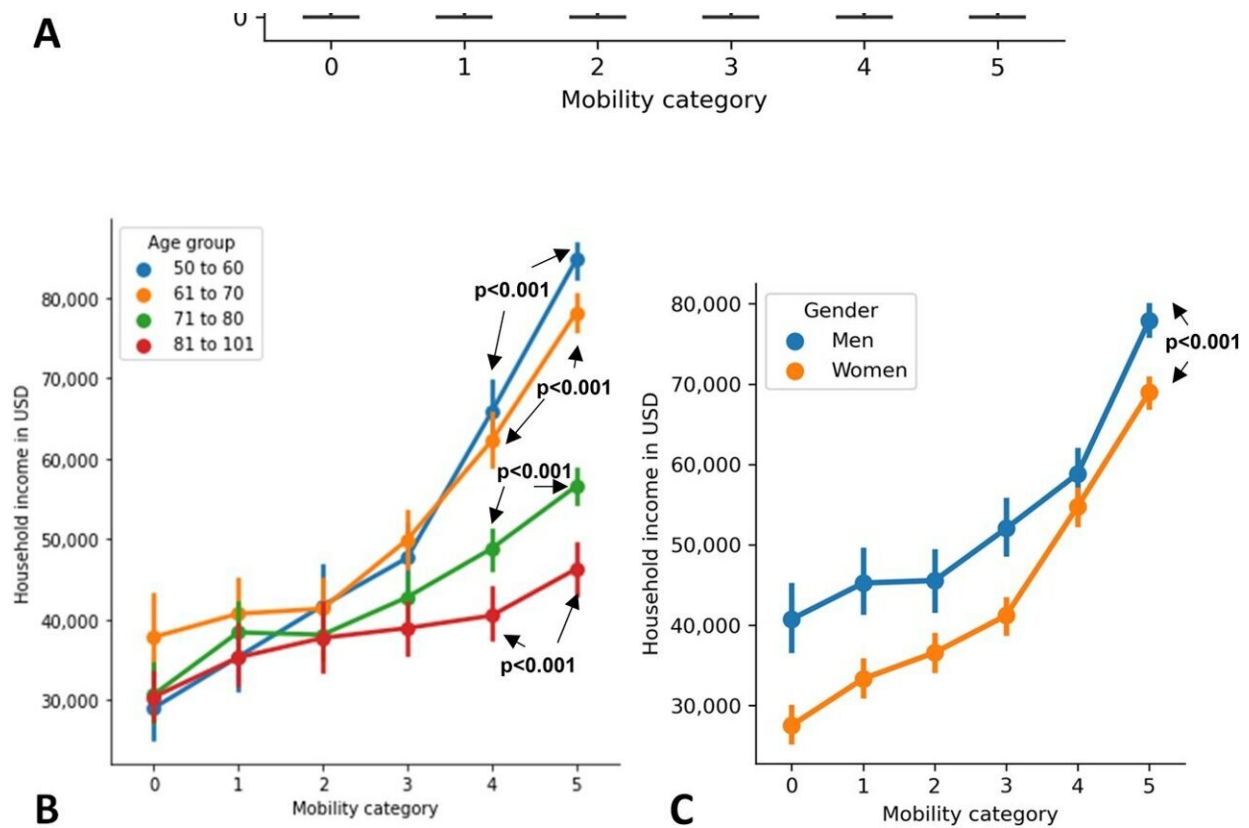 A
0
0 1 2 3 4 5
Mobility category
Age group
50 to 60
61 to 70
71 to 80
81 to 101
80,000
70,000
60,000
50,000
40,000
30,000
Household income in USD
p<0.001
p<0.001
p<0.001
p<0.001
0 1 2 3 4 5
Mobility category
B
Gender
Men
Women
80,000
70,000
60,000
50,000
40,000
30,000
Household income in USD
p<0.001
0 1 2 3 4 5
Mobility category
C